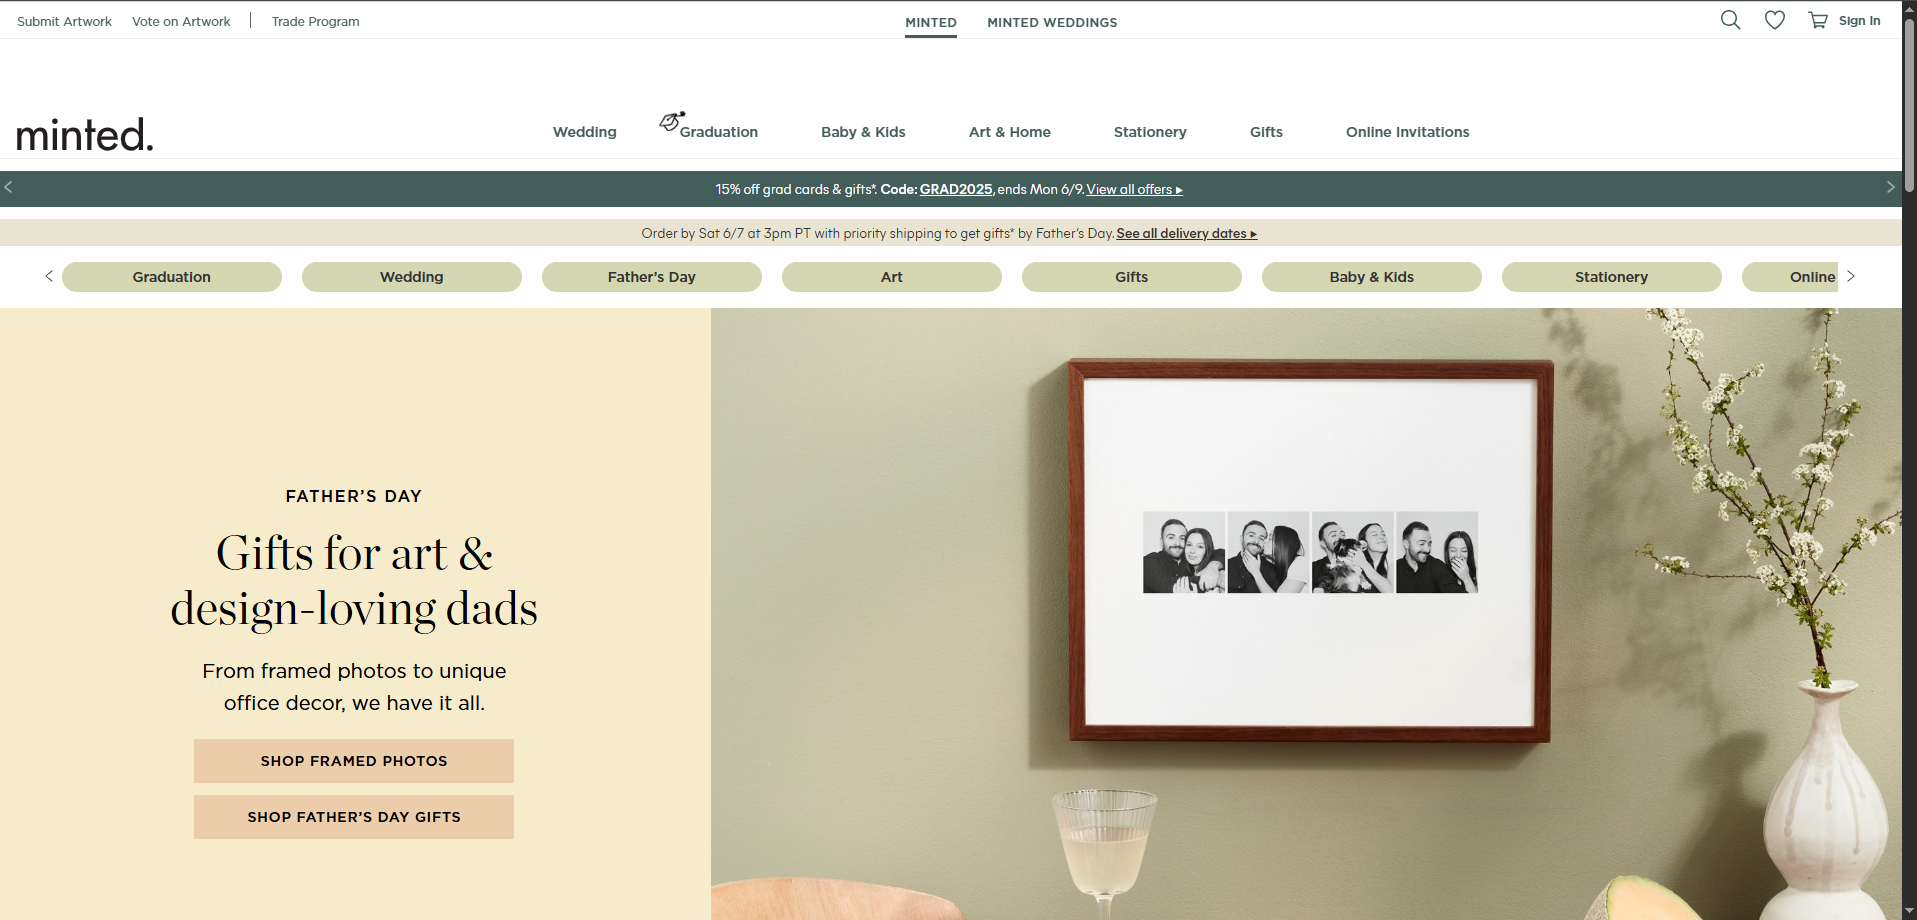 Submit Artwork Vote on Artwork Trade Program
MINTED MINTED WEDDINGS
Sign In
minted.
Wedding Graduation Baby & Kids Art & Home Stationery Gifts Online Invitations
15% off grad cards & gifts*. Code: GRAD2025, ends Mon 6/9. View all offers ▸
Order by Sat 6/7 at 3pm PT with priority shipping to get gifts* by Father's Day. See all delivery dates ▸
Graduation Wedding Father's Day Art Gifts Baby & Kids Stationery Online
FATHER'S DAY
Gifts for art &
design-loving dads
From framed photos to unique
office decor, we have it all.
SHOP FRAMED PHOTOS
SHOP FATHER'S DAY GIFTS